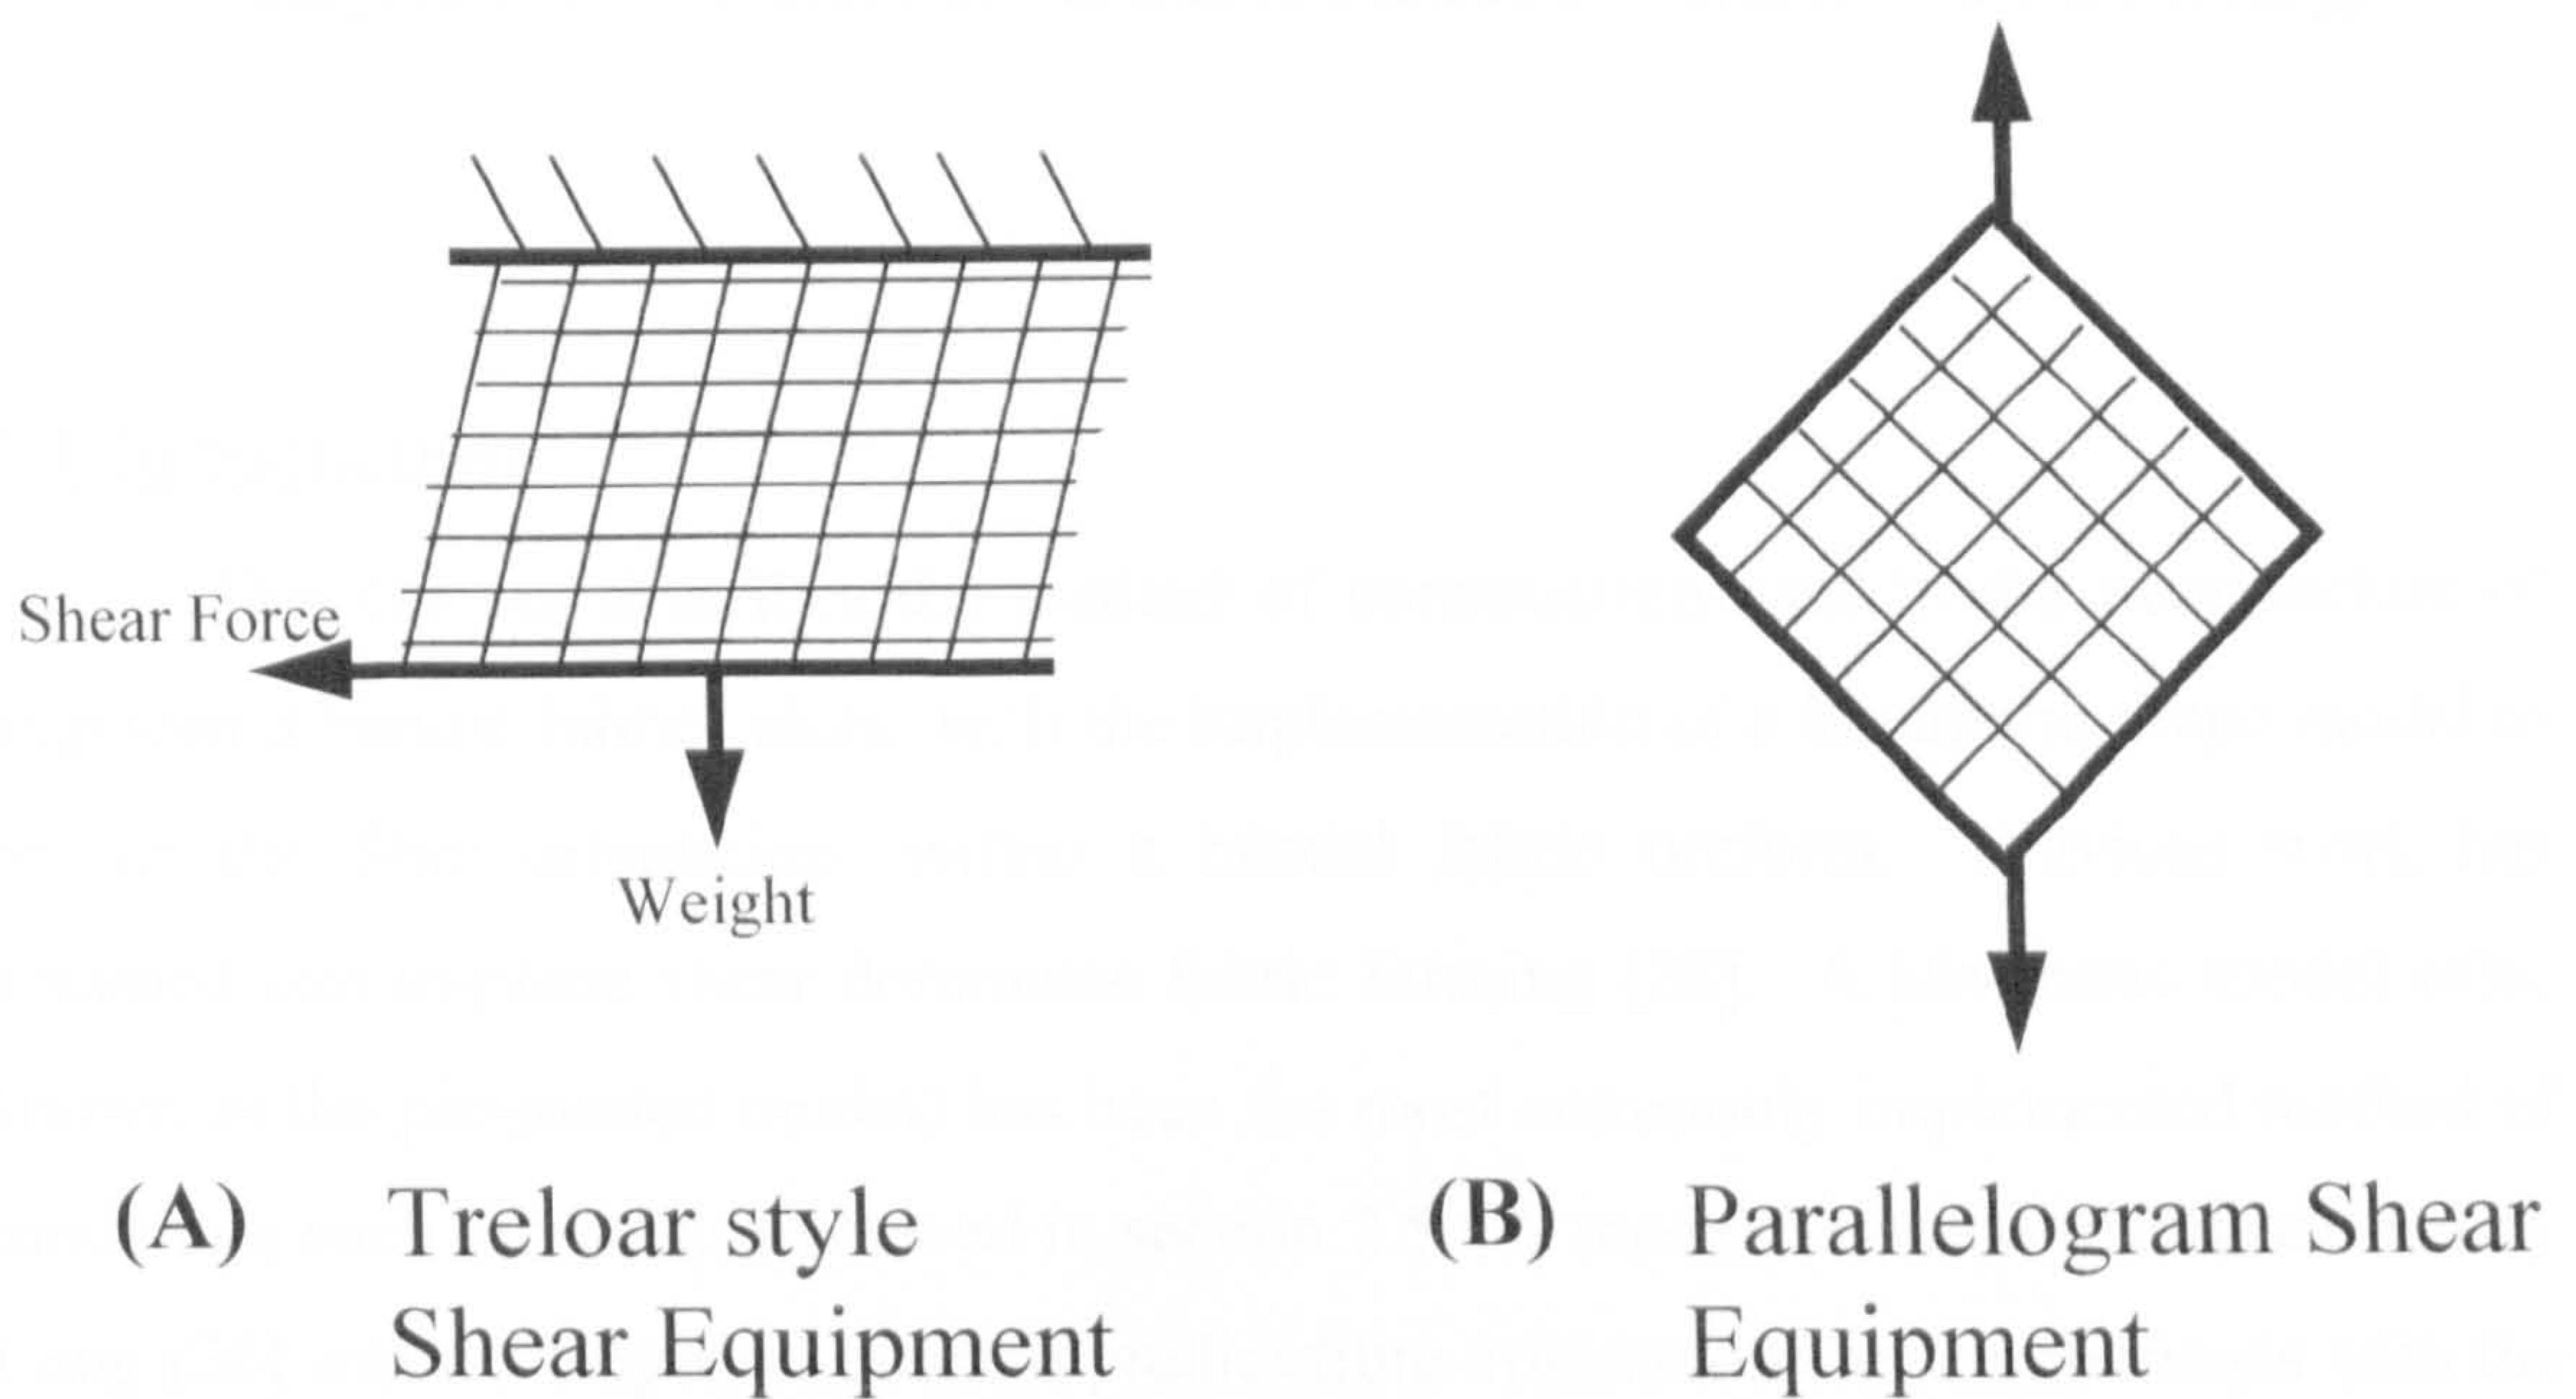 Shear Force
Weight
(A) Treloar style
Shear Equipment
(B) Parallelogram Shear
Equipment